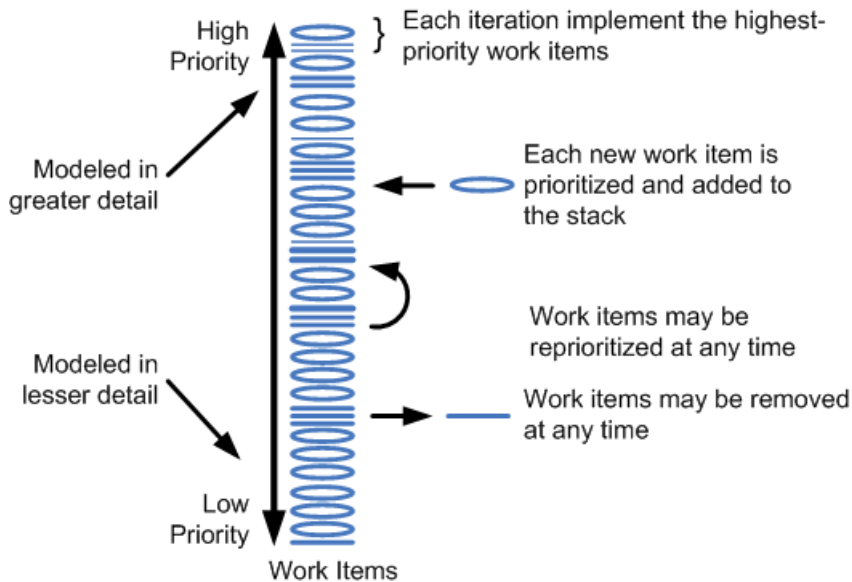 High
Priority
Each iteration implement the highest-
priority work items
Modeled in
greater detail
Each new work item is
prioritized and added to
the stack
Work items may be
reprioritized at any time
Modeled in
lesser detail
Work items may be removed
at any time
Low
Priority
Work Items